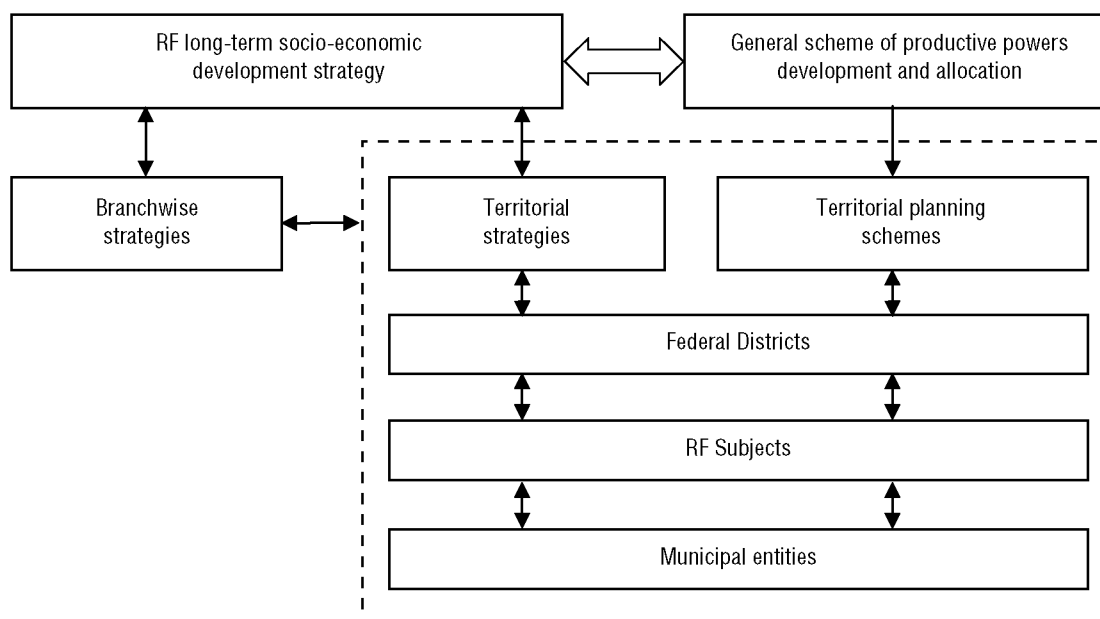 RF long-term socio-economic
development strategy
General scheme of productive powers
development and allocation
Branchwise
strategies
Territorial
strategies
Territorial planning
schemes
Federal Districts
RF Subjects
Municipal entities